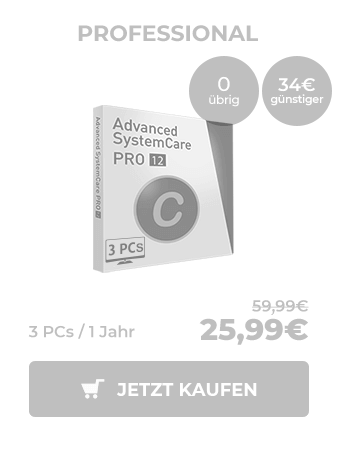 PROFESSIONAL
0
übrig
34€
günstiger
Advanced
SystemCare
PRO 12
Advanced SystemCare PRO 12
C
3 PCs
59,99€
3 PCs / 1 Jahr
25,99€
JETZT KAUFEN